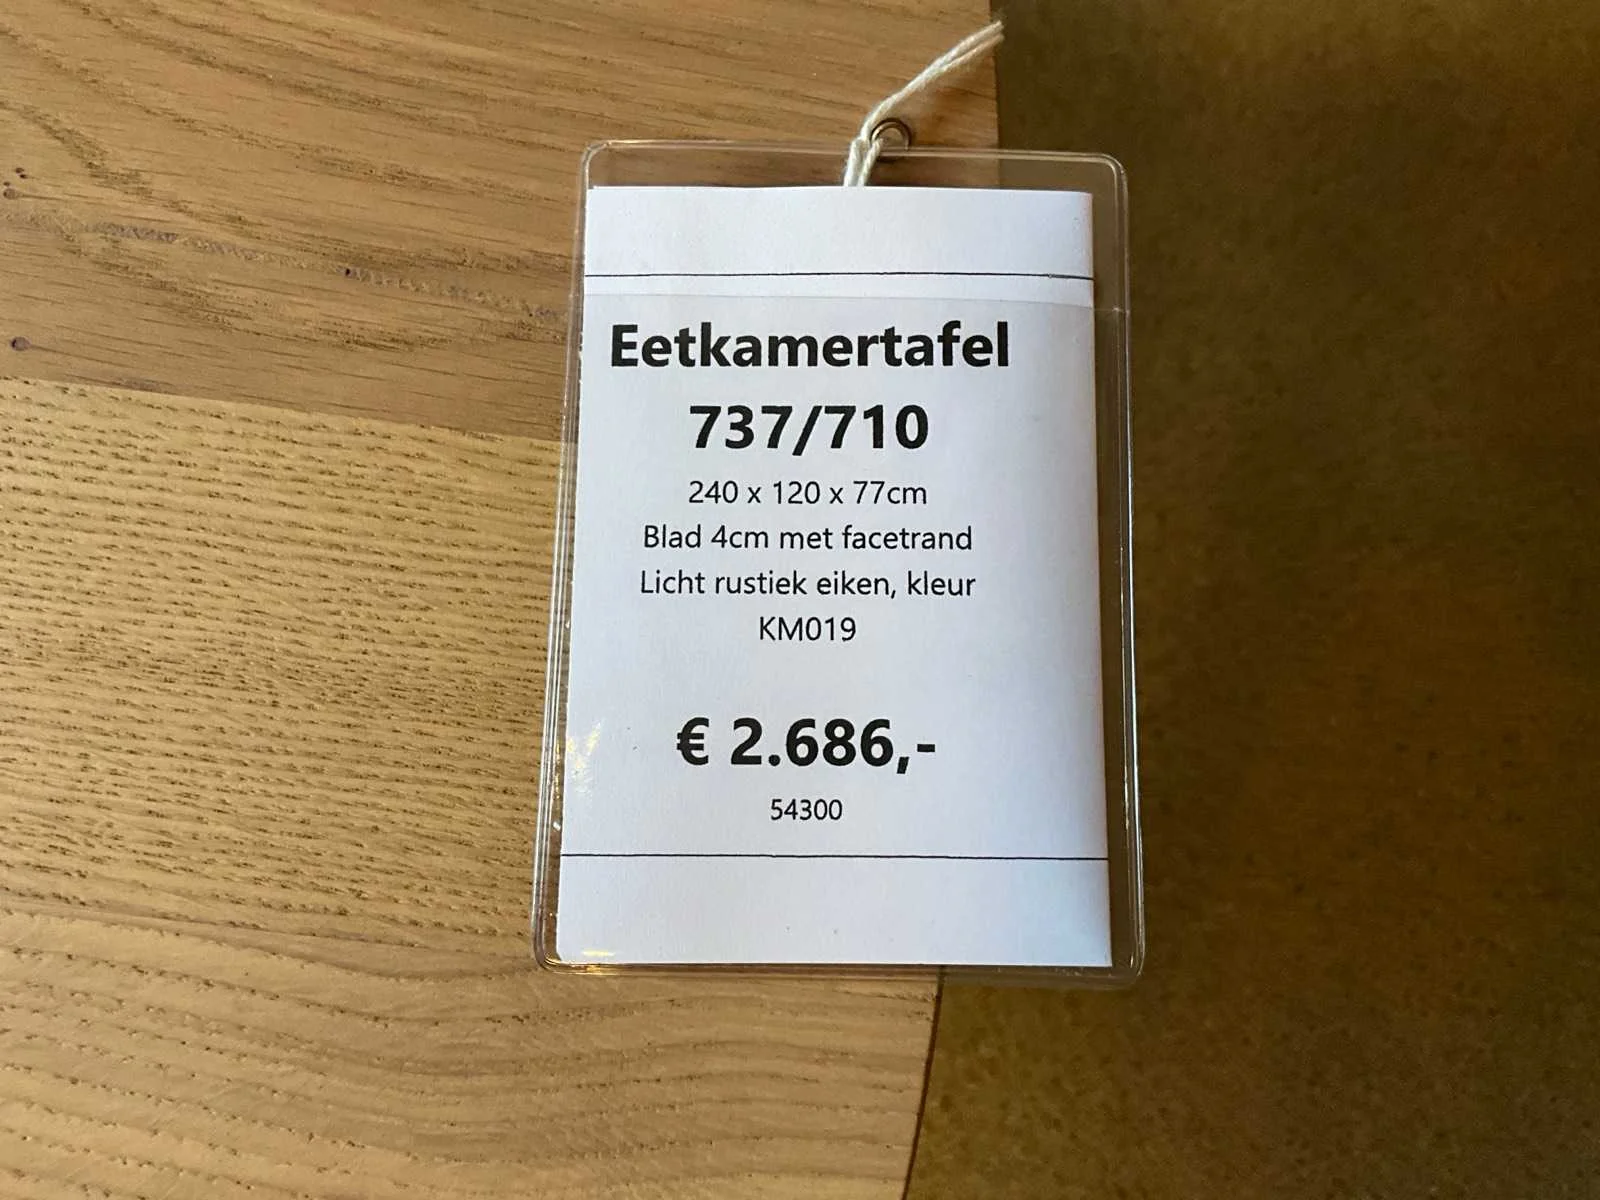 Eetkamertafel
737/710
240 x 120 x 77cm
Blad 4cm met facetrand
Licht rustiek eiken, kleur
KM019
€ 2.686,-
54300